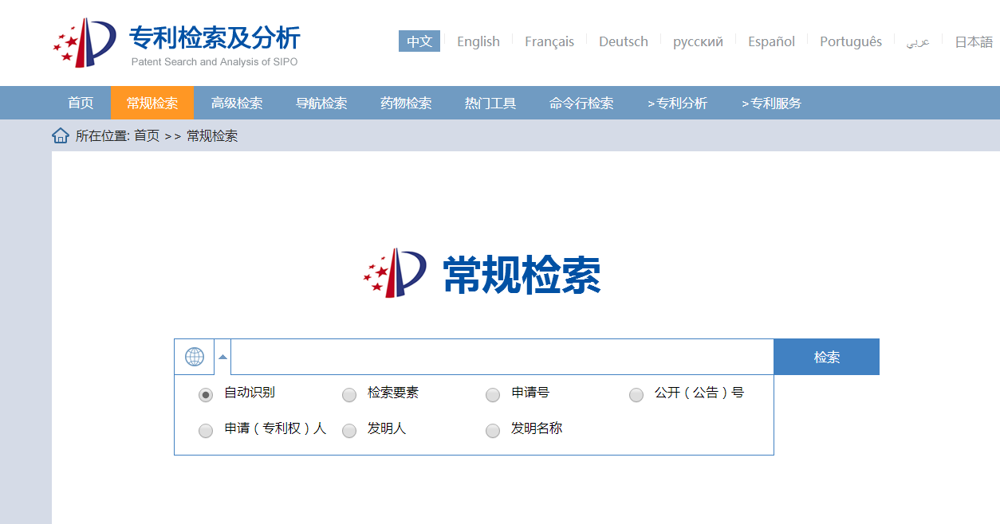 专利检索及分析
Patent Search and Analysis of SIPO
中文 English Français Deutsch русский Español Português عربي 日本語
首页 常规检索 高级检索 导航检索 药物检索 热门工具 命令行检索 >专利分析 >专利服务
所在位置: 首页 >> 常规检索
常规检索
检索
自动识别 检索要素 申请号 公开（公告）号
申请（专利权）人 发明人 发明名称